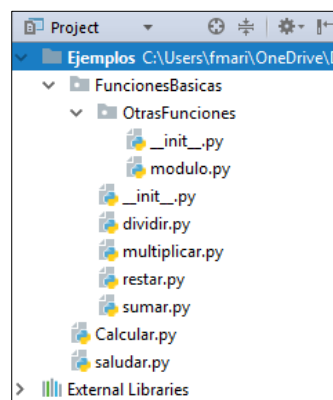 Project
Ejemplos C:\Users\fmari\OneDrive\
FuncionesBasicas
OtrasFunciones
__init__.py
modulo.py
__init__.py
dividir.py
multiplicar.py
restar.py
sumar.py
Calcular.py
saludar.py
External Libraries